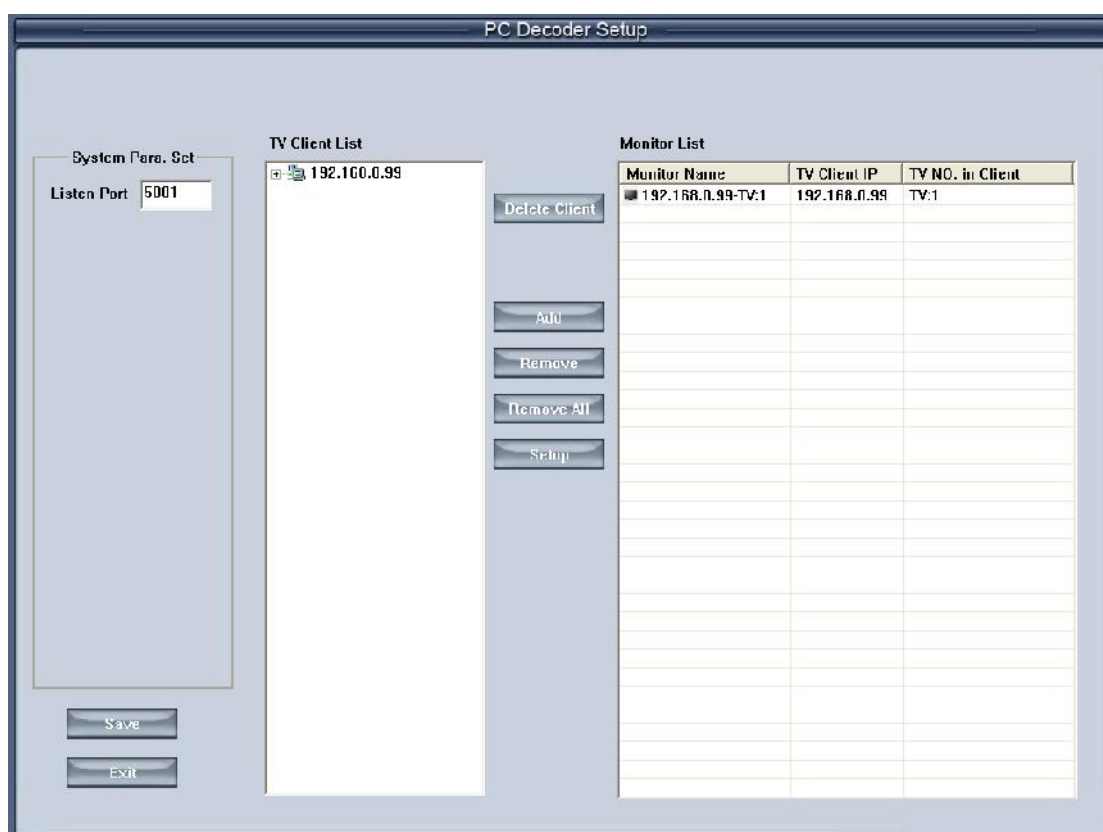 PC Decoder Setup
System Para. Set
Listen Port 5001
TV Client List
192.168.0.99
Delete Client
Add
Remove
Remove All
Setup
Monitor List
Monitor Name TV Client IP TV NO. in Client
192.168.0.99-TV:1 192.168.0.99 TV:1
Save
Exit